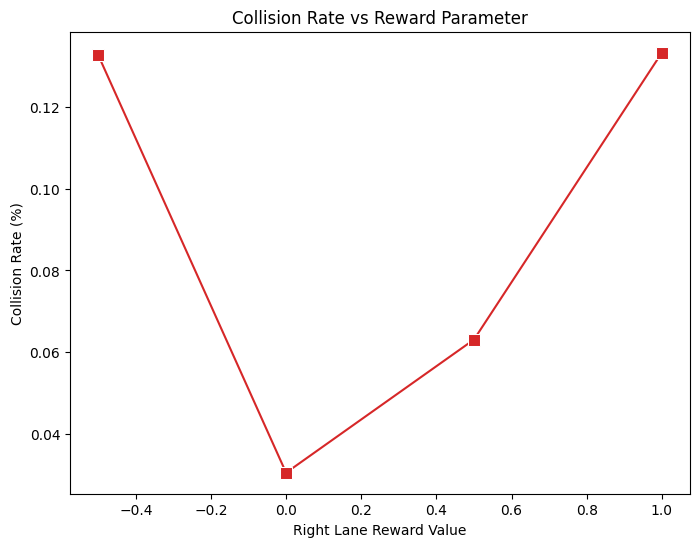 Collision Rate vs Reward Parameter
Collision Rate (%)
0.12
0.10
0.08
0.06
0.04
−0.4 −0.2 0.0 0.2 0.4 0.6 0.8 1.0
Right Lane Reward Value